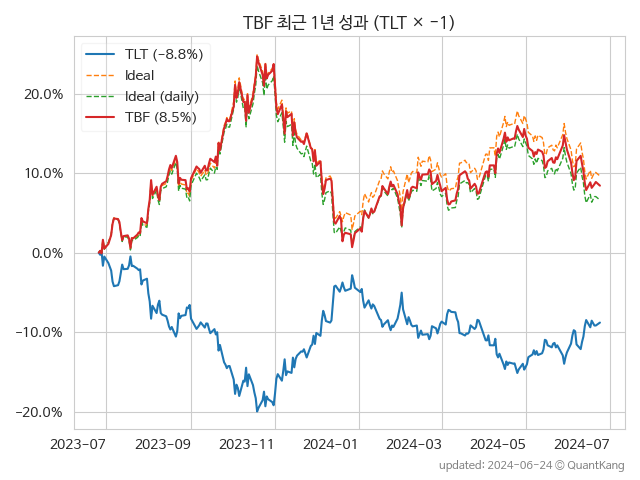 TBF 최근 1년 성과 (TLT × −1)
TLT (−8.8%)
Ideal
Ideal (daily)
TBF (8.5%)
20.0%
10.0%
0.0%
−10.0%
−20.0%
2023−07 2023−09 2023−11 2024−01 2024−03 2024−05 2024−07
updated: 2024-06-24 © QuantKang